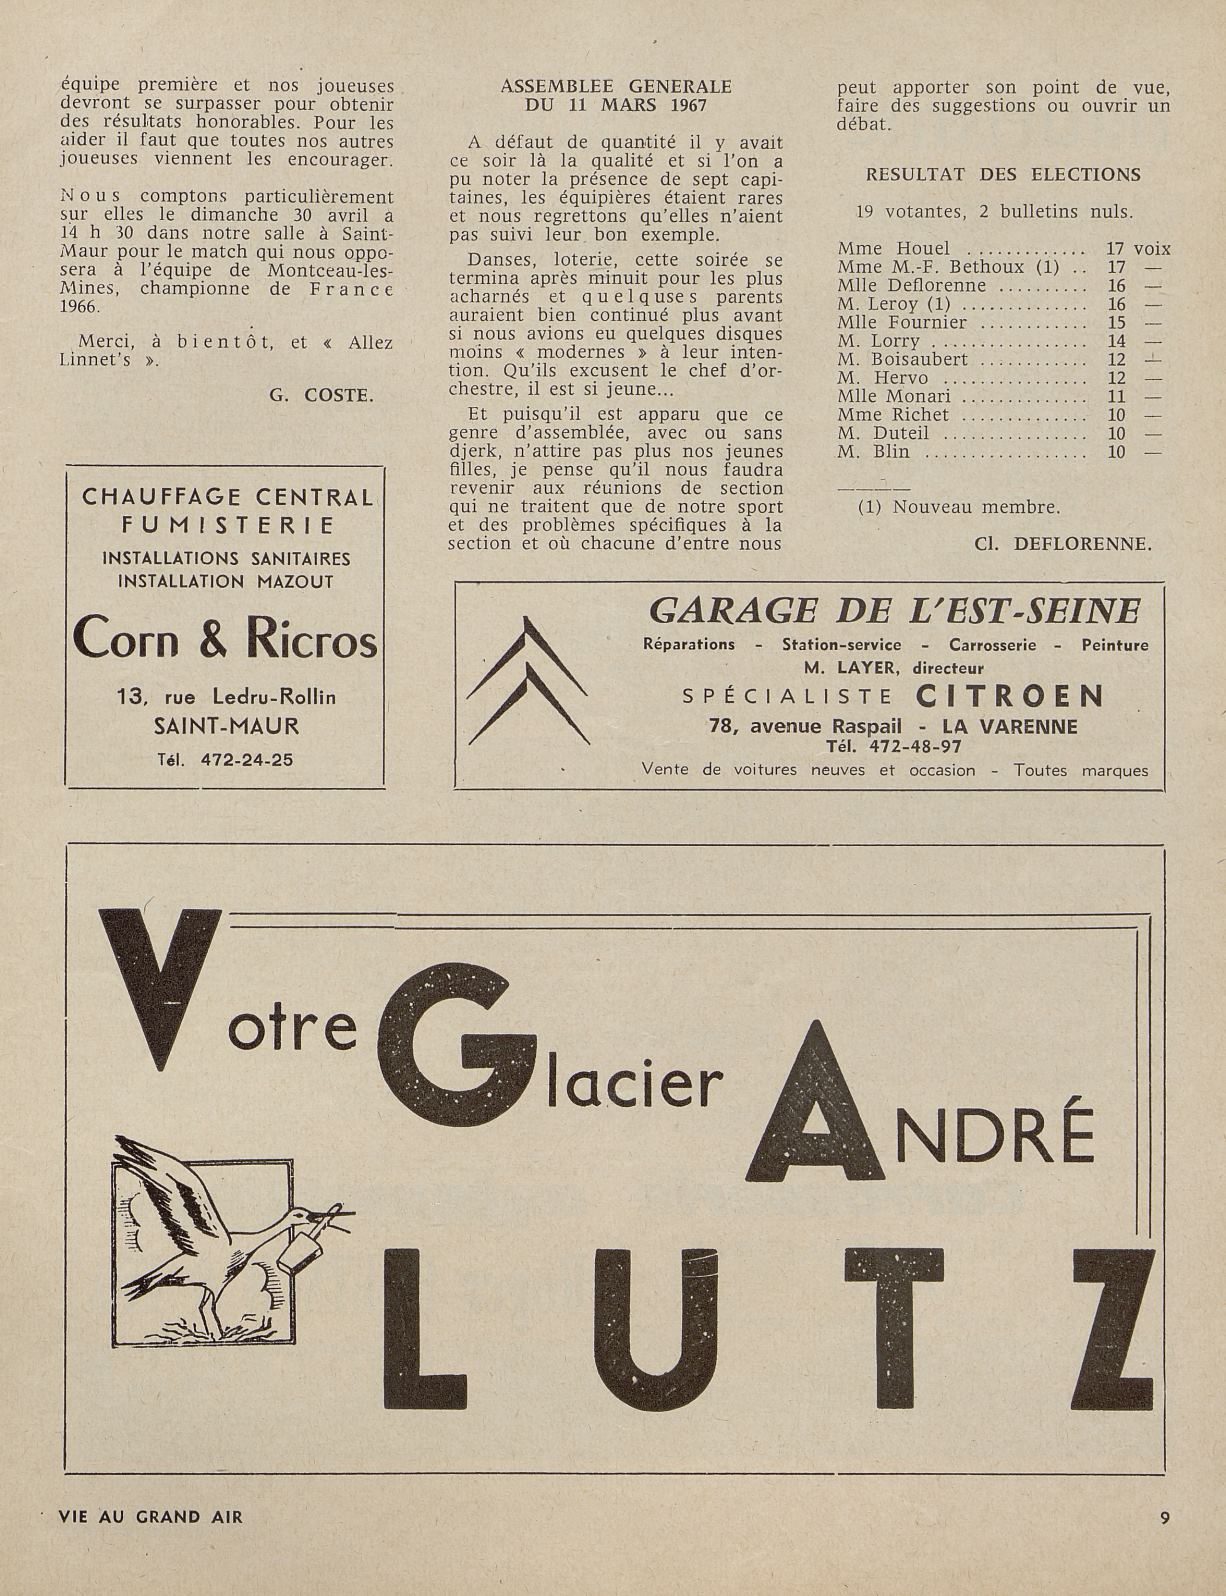 équipe première et nos joueuses
devront se surpasser pour obtenir
des résultats honorables. Pour les
aider il faut que toutes nos autres
joueuses viennent les encourager.
Nous comptons particulièrement
sur elles le dimanche 30 avril à
14 h 30 dans notre salle à Saint-
Maur pour le match qui nous oppo-
sera à l'équipe de Montceau-les-
Mines, championne de France
1966.
Merci, à bientôt, et « Allez
Linnet's ».
G. COSTE.
CHAUFFAGE CENTRAL
FUMISTERIE
INSTALLATIONS SANITAIRES
INSTALLATION MAZOUT
Corn & Ricros
13, rue Ledru-Rollin
SAINT-MAUR
Tél. 472-24-25
ASSEMBLEE GENERALE
DU 11 MARS 1967
A défaut de quantité il y avait
ce soir là la qualité et si l'on a
pu noter la présence de sept capi-
taines, les équipières étaient rares
et nous regrettons qu'elles n'aient
pas suivi leur bon exemple.
Danses, loterie, cette soirée se
termina après minuit pour les plus
acharnés et quelquses parents
auraient bien continué plus avant
si nous avions eu quelques disques
moins « modernes » à leur inten-
tion. Qu'ils excusent le chef d'or-
chestre, il est si jeune...
Et puisqu'il est apparu que ce
genre d'assemblée, avec ou sans
djerk, n'attire pas plus nos jeunes
filles, je pense qu'il nous faudra
revenir aux réunions de section
qui ne traitent que de notre sport
et des problèmes spécifiques à la
section et où chacune d'entre nous
peut apporter son point de vue,
faire des suggestions ou ouvrir un
débat.
RESULTAT DES ELECTIONS
19 votantes, 2 bulletins nuls.
Mme Houel ............. 17 voix
Mme M.-F. Bethoux (1) .. 17 —
Mlle Deflorenne .......... 16 —
M. Leroy (1) .............. 16 —
Mlle Fournier ............ 15 —
M. Lorry ................. 14 —
M. Boisaubert ............ 12 —
M. Hervo ................ 12 —
Mlle Monari .............. 11 —
Mme Richet .............. 10 —
M. Duteil ................ 10 —
M. Blin .................. 10 —
(1) Nouveau membre.
Cl. DEFLORENNE.
GARAGE DE L'EST-SEINE
Réparations - Station-service - Carrosserie - Peinture
M. LAYER, directeur
SPÉCIALISTE CITROEN
78, avenue Raspail - LA VARENNE
Tél. 472-48-97
Vente de voitures neuves et occasion - Toutes marques
Votre Glacier ANDRÉ
LUTZ
VIE AU GRAND AIR
9